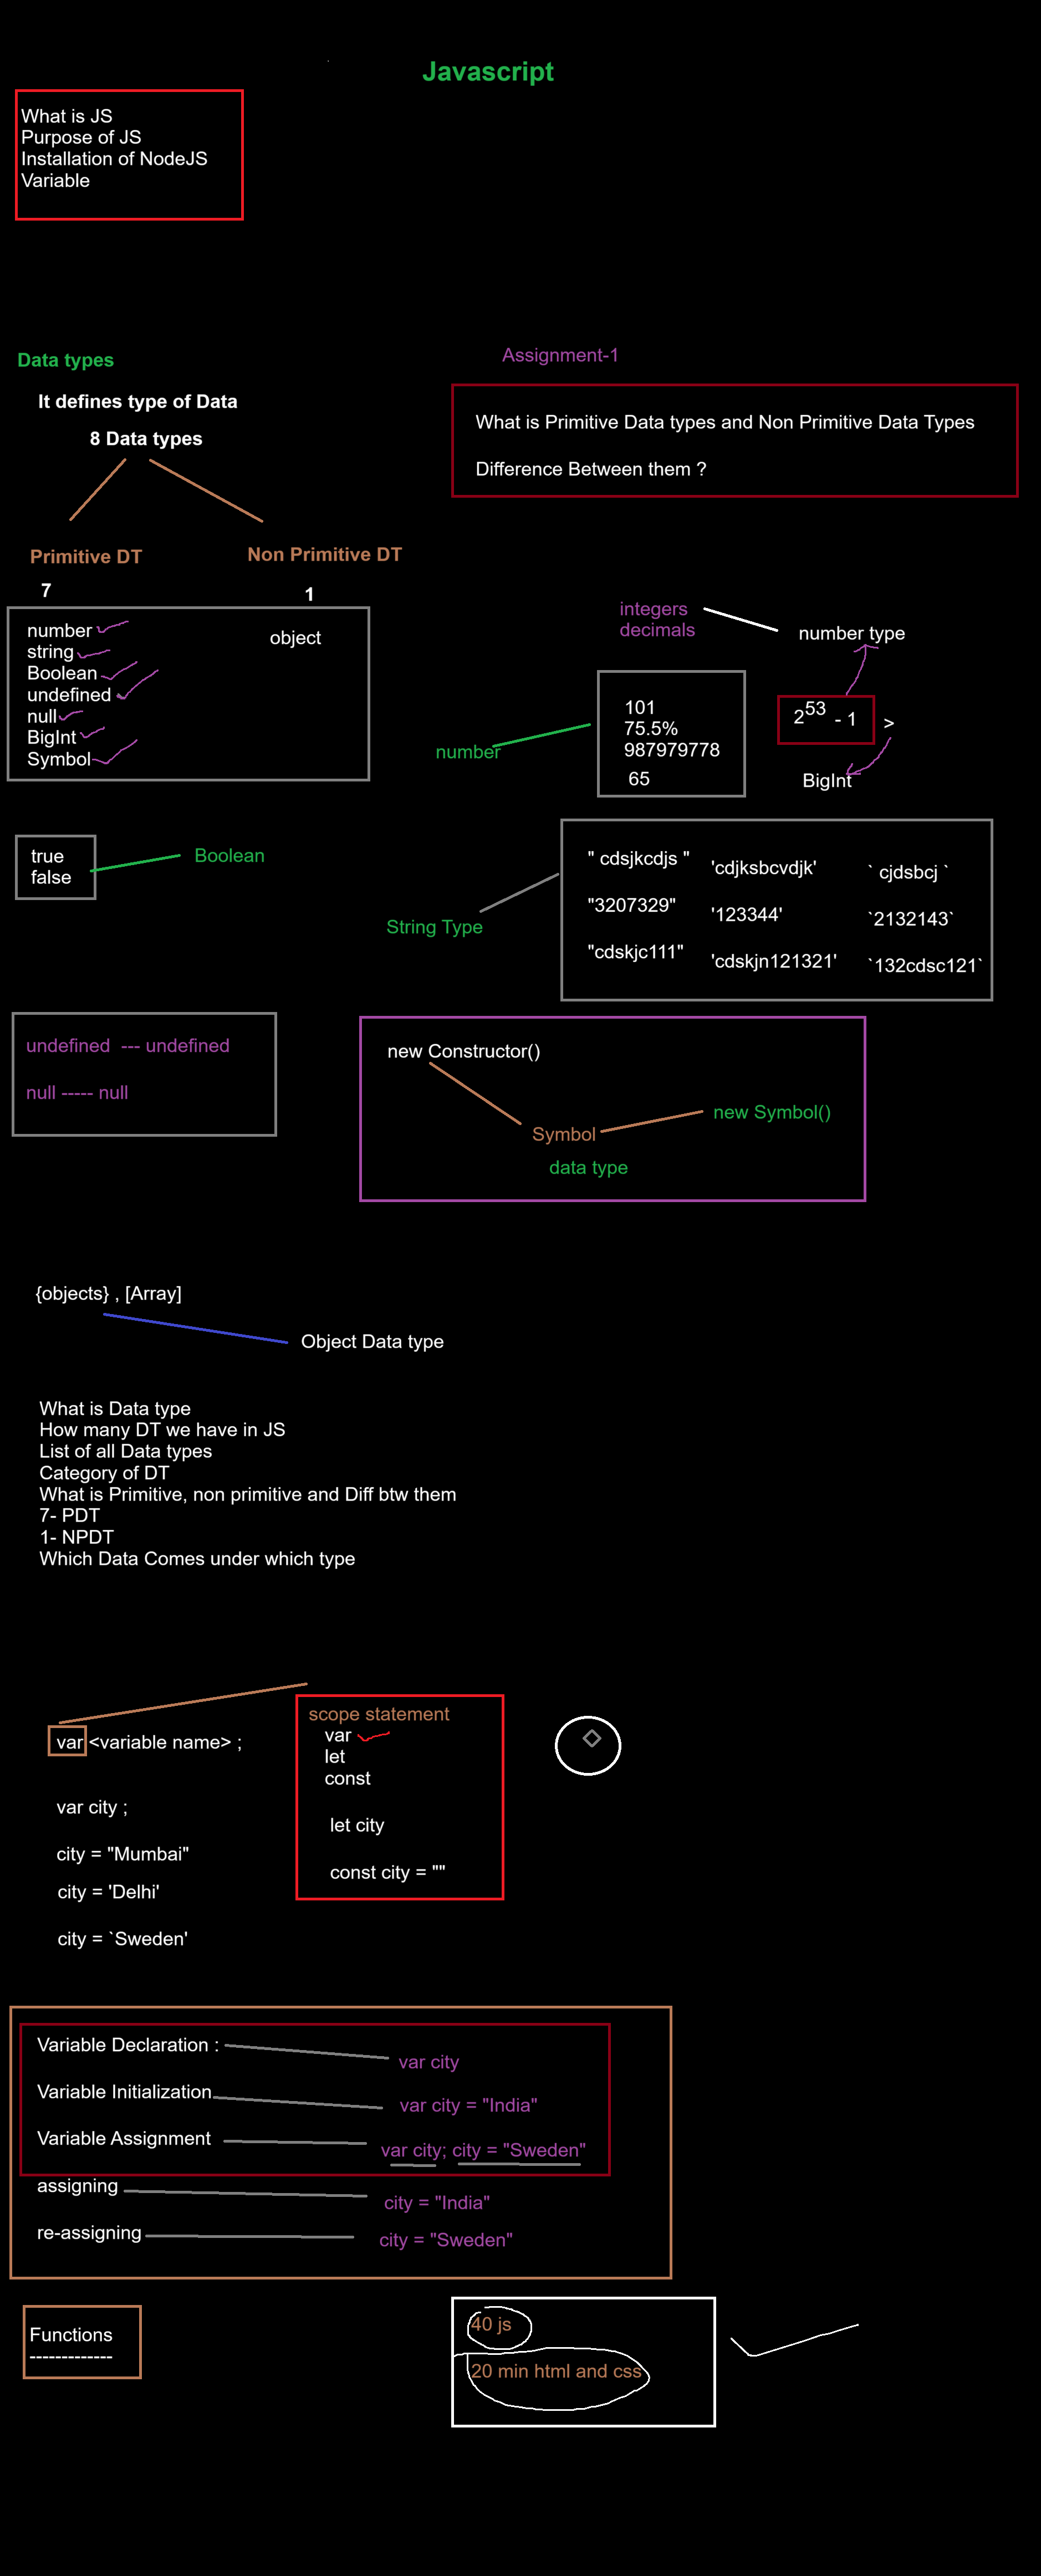 Javascript
What is JS
Purpose of JS
Installation of NodeJS
Variable
Data types
It defines type of Data
8 Data types
Primitive DT
Non Primitive DT
7
1
number
string
Boolean
undefined
null
BigInt
Symbol
object
Assignment-1
What is Primitive Data types and Non Primitive Data Types
Difference Between them ?
integers
decimals
number type
number
101
75.5%
987979778
65
2^53 - 1 >
BigInt
true
false
Boolean
String Type
" cdsjkcdjs "
'cdjksbcvdjk'
` cjdsbcj `
"3207329"
'123344'
`2132143`
"cdskjc111"
'cdskjn121321'
`132cdsc121`
undefined --- undefined
null ----- null
new Constructor()
Symbol
new Symbol()
data type
{objects} , [Array]
Object Data type
What is Data type
How many DT we have in JS
List of all Data types
Category of DT
What is Primitive, non primitive and Diff btw them
7- PDT
1- NPDT
Which Data Comes under which type
var <variable name> ;
var city ;
city = "Mumbai"
city = 'Delhi'
city = `Sweden'
scope statement
var
let
const
let city
const city = ""
Variable Declaration :
var city
Variable Initialization
var city = "India"
Variable Assignment
var city; city = "Sweden"
assigning
city = "India"
re-assigning
city = "Sweden"
Functions
-------------
40 js
20 min html and css